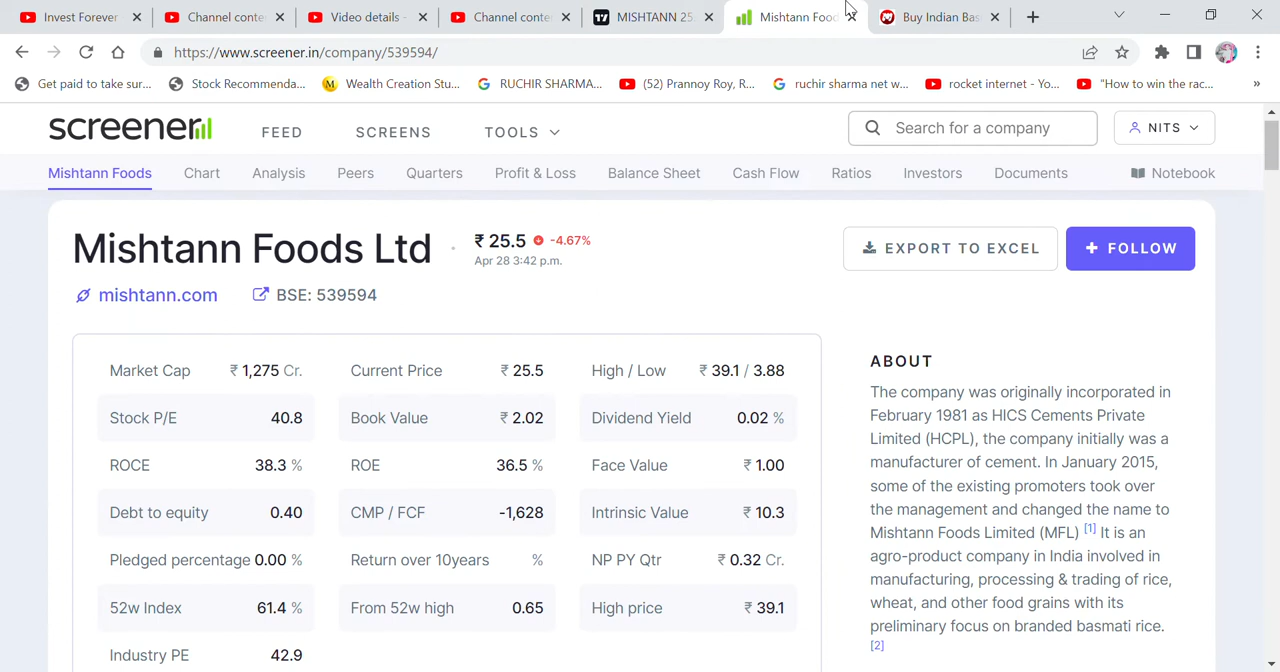 Invest Forever
Channel conte
Video details -
Channel conte
MISHTANN 25.
Mishtann Foo
Buy Indian Bas
https://www.screener.in/company/539594/
Get paid to take sur...
Stock Recommenda...
Wealth Creation Stu...
RUCHIR SHARMA...
(52) Prannoy Roy, R...
ruchir sharma net w...
rocket internet - Yo...
"How to win the rac...
»
screener
FEED
SCREENS
TOOLS
Search for a company
NITS
Mishtann Foods
Chart
Analysis
Peers
Quarters
Profit & Loss
Balance Sheet
Cash Flow
Ratios
Investors
Documents
Notebook
Mishtann Foods Ltd
₹ 25.5 -4.67%
Apr 28 3:42 p.m.
EXPORT TO EXCEL
+ FOLLOW
mishtann.com
BSE: 539594
Market Cap ₹ 1,275 Cr.
Current Price ₹ 25.5
High / Low ₹ 39.1 / 3.88
Stock P/E 40.8
Book Value ₹ 2.02
Dividend Yield 0.02 %
ROCE 38.3 %
ROE 36.5 %
Face Value ₹ 1.00
Debt to equity 0.40
CMP / FCF -1,628
Intrinsic Value ₹ 10.3
Pledged percentage 0.00 %
Return over 10years %
NP PY Qtr ₹ 0.32 Cr.
52w Index 61.4 %
From 52w high 0.65
High price ₹ 39.1
Industry PE 42.9
ABOUT
The company was originally incorporated in
February 1981 as HICS Cements Private
Limited (HCPL), the company initially was a
manufacturer of cement. In January 2015,
some of the existing promoters took over
the management and changed the name to
Mishtann Foods Limited (MFL) [1] It is an
agro-product company in India involved in
manufacturing, processing & trading of rice,
wheat, and other food grains with its
preliminary focus on branded basmati rice.
[2]